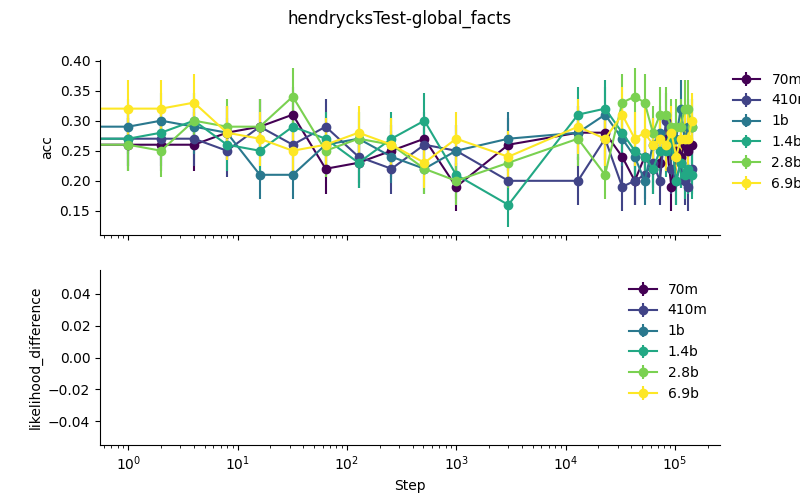 hendrycksTest-global_facts
acc
0.40
0.35
0.30
0.25
0.20
0.15
70m
410m
1b
1.4b
2.8b
6.9b
likelihood_difference
0.04
0.02
0.00
−0.02
−0.04
70m
410m
1b
1.4b
2.8b
6.9b
10⁰ 10¹ 10² 10³ 10⁴ 10⁵
Step